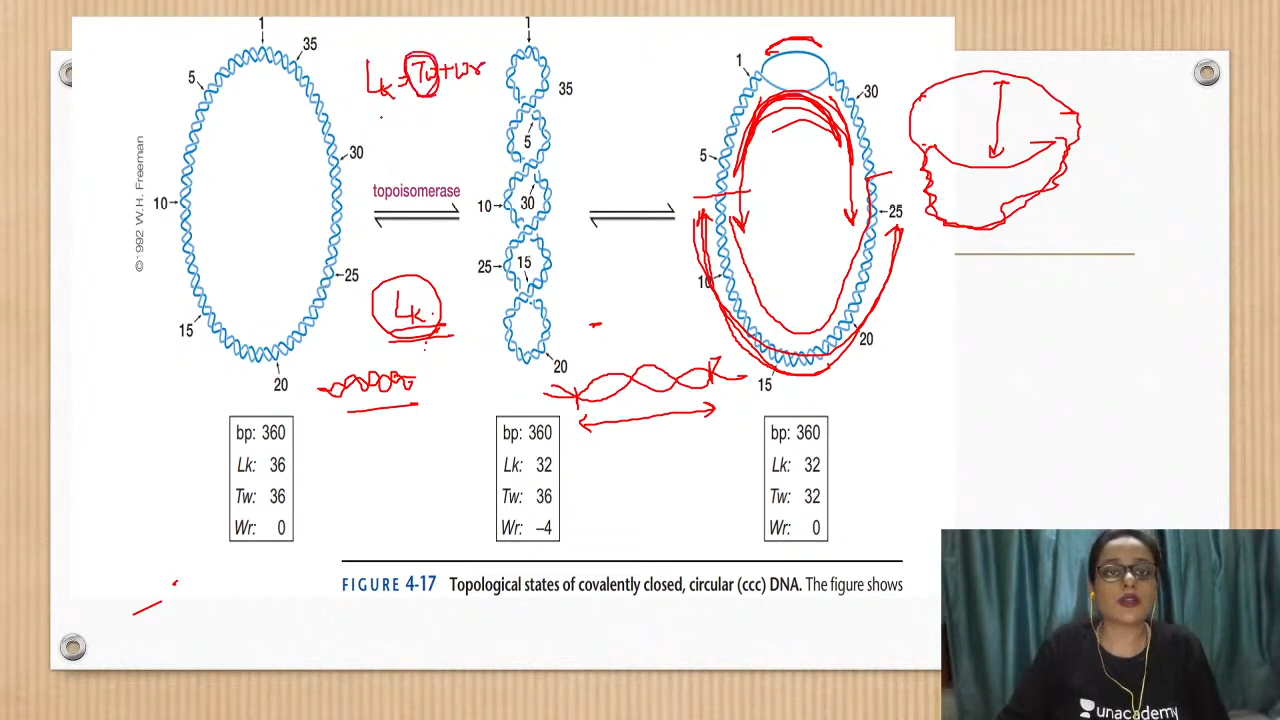 1
35
5
30
10
25
15
20
© 1992 W.H. Freeman
Lk = Tw + Wr
topoisomerase
Lk
1
35
5
10
30
25
15
20
1
30
5
25
10
20
15
bp: 360
Lk: 36
Tw: 36
Wr: 0
bp: 360
Lk: 32
Tw: 36
Wr: –4
bp: 360
Lk: 32
Tw: 32
Wr: 0
FIGURE 4-17 Topological states of covalently closed, circular (ccc) DNA. The figure shows
unacademy